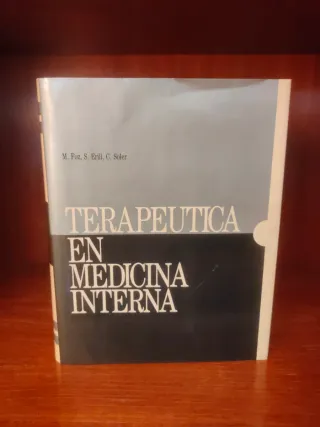 M. Foz, S. Erill, C. Soler
TERAPEUTICA
EN
MEDICINA
INTERNA